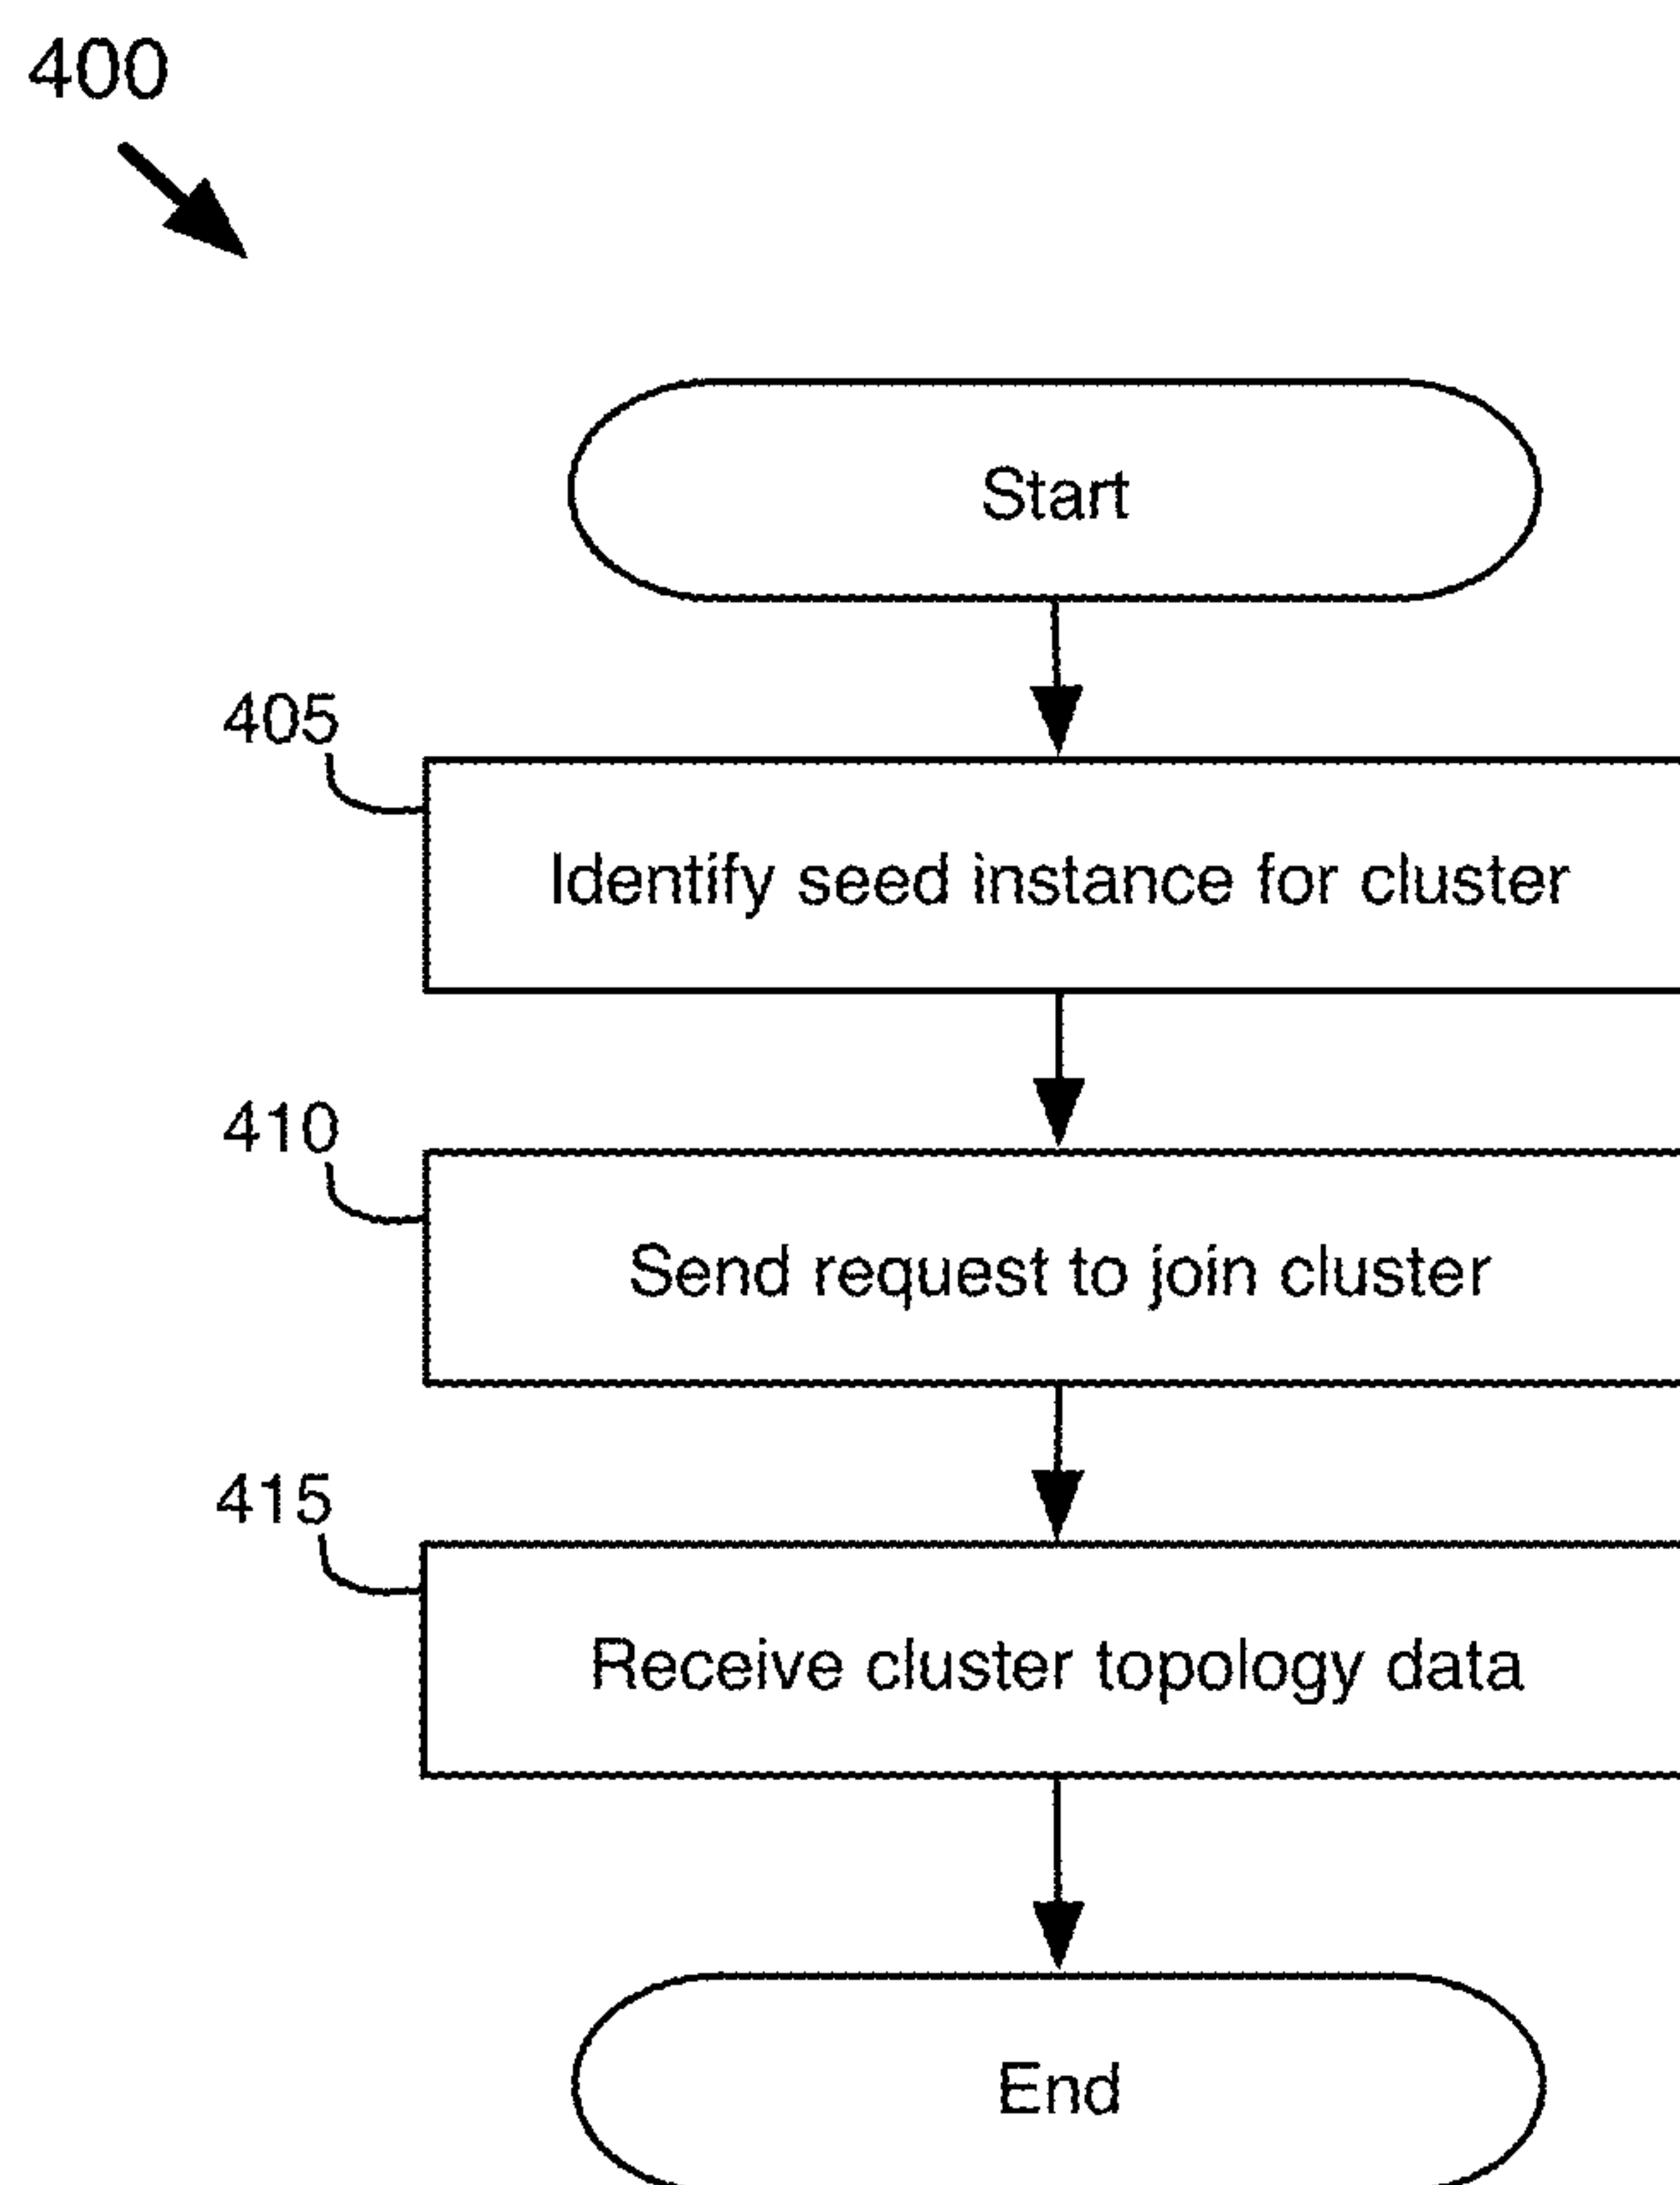 400
Start
405
Identify seed instance for cluster
410
Send request to join cluster
415
Receive cluster topology data
End